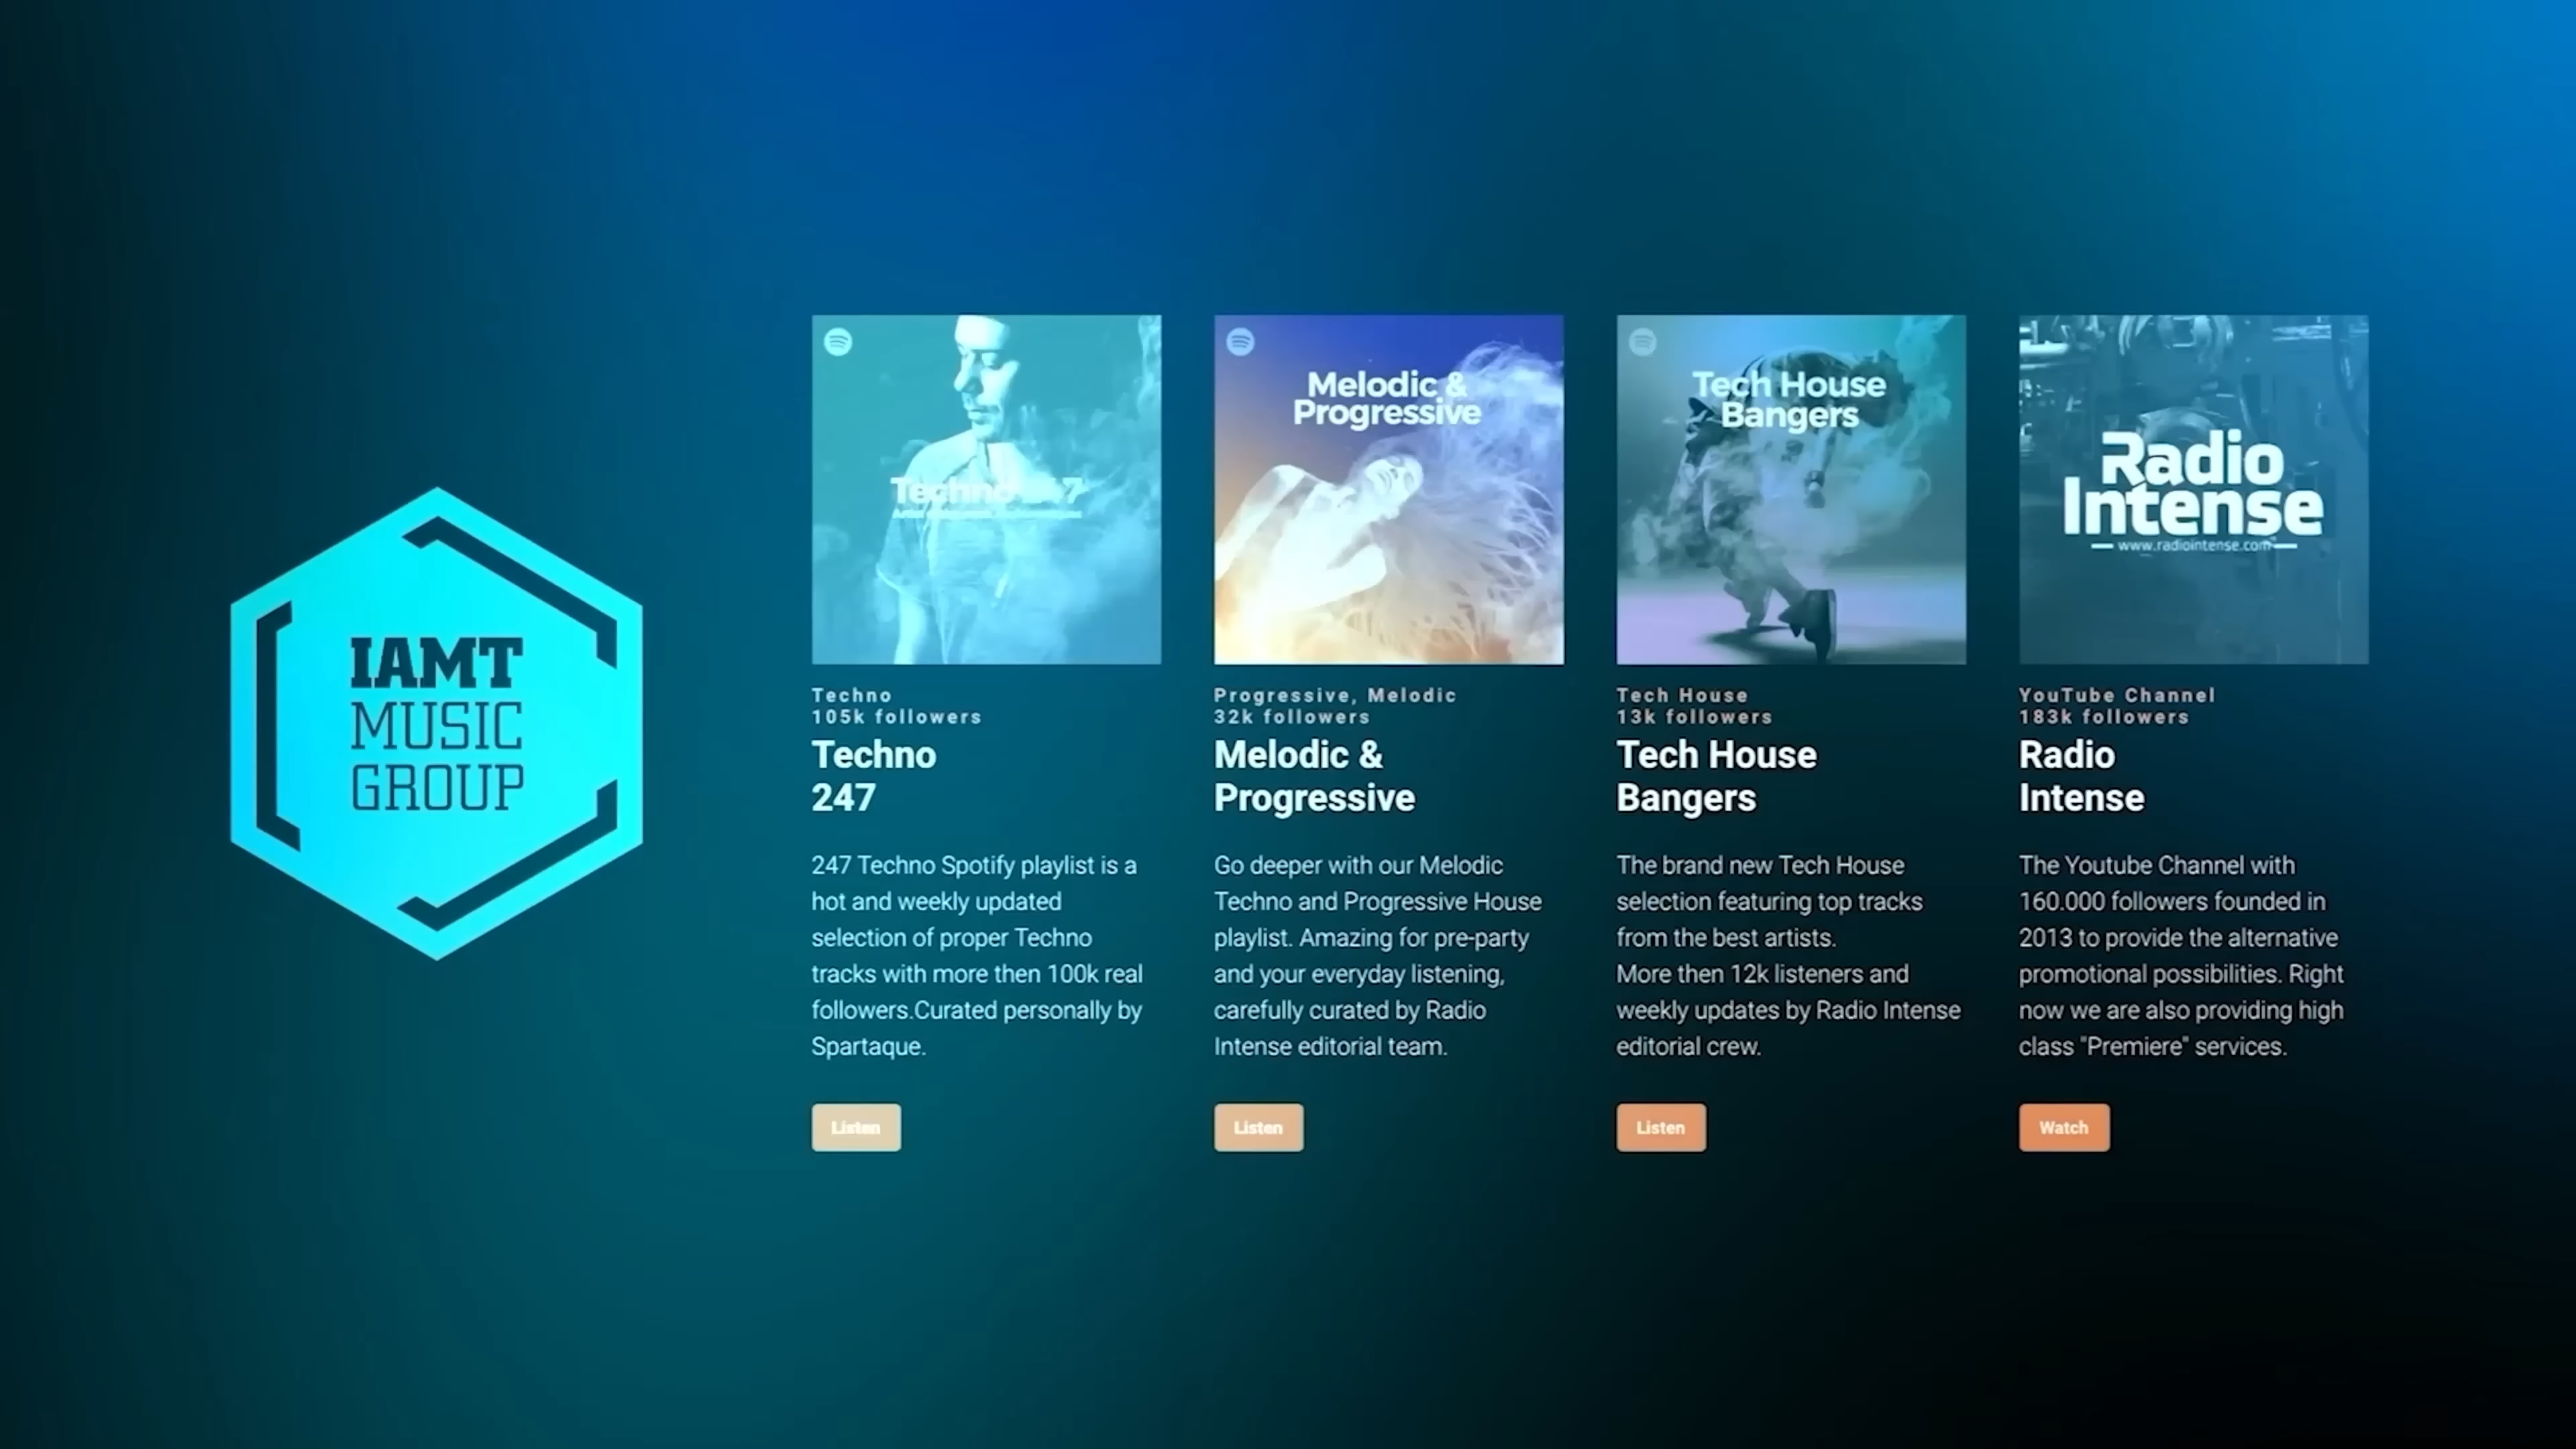 IAMT
MUSIC
GROUP
Techno 247
Techno
105k followers
Techno
247
247 Techno Spotify playlist is a
hot and weekly updated
selection of proper Techno
tracks with more then 100k real
followers.Curated personally by
Spartaque.
Listen
Melodic &
Progressive
Progressive, Melodic
32k followers
Melodic &
Progressive
Go deeper with our Melodic
Techno and Progressive House
playlist. Amazing for pre-party
and your everyday listening,
carefully curated by Radio
Intense editorial team.
Listen
Tech House
Bangers
Tech House
13k followers
Tech House
Bangers
The brand new Tech House
selection featuring top tracks
from the best artists.
More then 12k listeners and
weekly updates by Radio Intense
editorial crew.
Listen
Radio
Intense
www.radiointense.com
YouTube Channel
183k followers
Radio
Intense
The Youtube Channel with
160.000 followers founded in
2013 to provide the alternative
promotional possibilities. Right
now we are also providing high
class "Premiere" services.
Watch